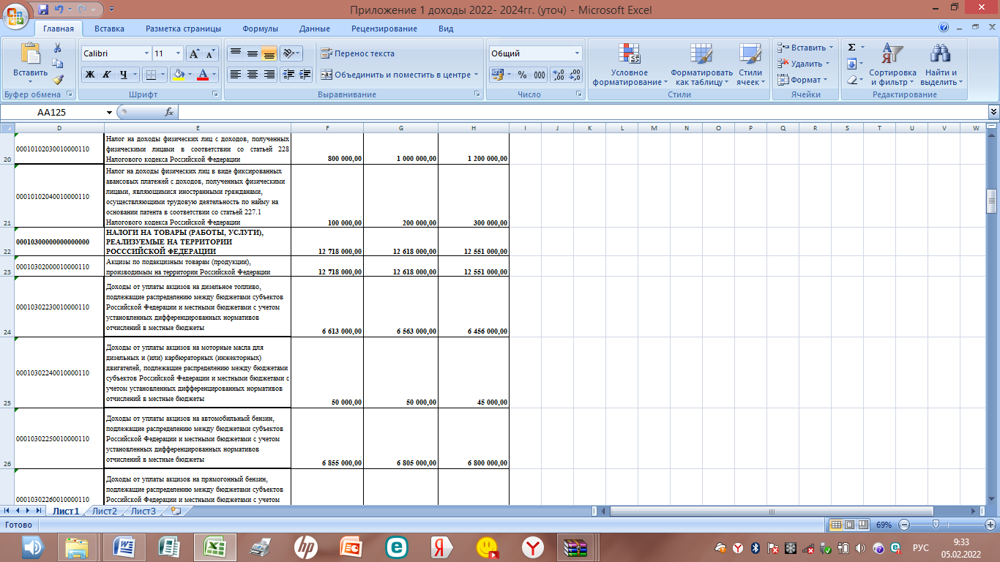 Приложение 1 доходы 2022- 2024гг. (уточ) - Microsoft Excel
Главная Вставка Разметка страницы Формулы Данные Рецензирование Вид
Вставить
Буфер обмена
Calibri 11
Ж К Ч
Шрифт
Перенос текста
Объединить и поместить в центре
Выравнивание
Общий
% 000
Число
Условное форматирование
Форматировать как таблицу
Стили ячеек
Стили
Вставить
Удалить
Формат
Ячейки
Сортировка и фильтр
Найти и выделить
Редактирование
AA125
fx
D E F G H I J K L M N O P Q R S T U V W
20
00010102030010000110
Налог на доходы физических лиц с доходов, полученных
физическими лицами в соответствии со статьей 228
Налогового кодекса Российской Федерации
800 000,00 1 000 000,00 1 200 000,00
21
00010102040010000110
Налог на доходы физических лиц в виде фиксированных
авансовых платежей с доходов, полученных физическими
лицами, являющимися иностранными гражданами,
осуществляющими трудовую деятельность по найму на
основании патента в соответствии со статьей 227.1
Налогового кодекса Российской Федерации
100 000,00 200 000,00 300 000,00
22
00010300000000000000
НАЛОГИ НА ТОВАРЫ (РАБОТЫ, УСЛУГИ),
РЕАЛИЗУЕМЫЕ НА ТЕРРИТОРИИ
РОСССИЙСКОЙ ФЕДЕРАЦИИ
12 718 000,00 12 618 000,00 12 551 000,00
23
00010302000010000110
Акцизы по подакцизным товарам (продукции),
производимым на территории Российской Федерации
12 718 000,00 12 618 000,00 12 551 000,00
24
00010302230010000110
Доходы от уплаты акцизов на дизельное топливо,
подлежащие распределению между бюджетами субъектов
Российской Федерации и местными бюджетами с учетом
установленных дифференцированных нормативов
отчислений в местные бюджеты
6 613 000,00 6 563 000,00 6 456 000,00
25
00010302240010000110
Доходы от уплаты акцизов на моторные масла для
дизельных и (или) карбюраторных (инжекторных)
двигателей, подлежащие распределению между бюджетами
субъектов Российской Федерации и местными бюджетами с
учетом установленных дифференцированных нормативов
отчислений в местные бюджеты
50 000,00 50 000,00 45 000,00
26
00010302250010000110
Доходы от уплаты акцизов на автомобильный бензин,
подлежащие распределению между бюджетами субъектов
Российской Федерации и местными бюджетами с учетом
установленных дифференцированных нормативов
отчислений в местные бюджеты
6 855 000,00 6 805 000,00 6 800 000,00
00010302260010000110
Доходы от уплаты акцизов на прямогонный бензин,
подлежащие распределению между бюджетами субъектов
Российской Федерации и местными бюджетами с учетом
Лист1 Лист2 Лист3
Готово
69%
РУС
9:33
05.02.2022